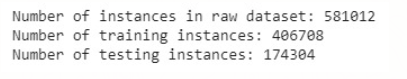 Number of instances in raw dataset: 581012
Number of training instances: 406708
Number of testing instances: 174304